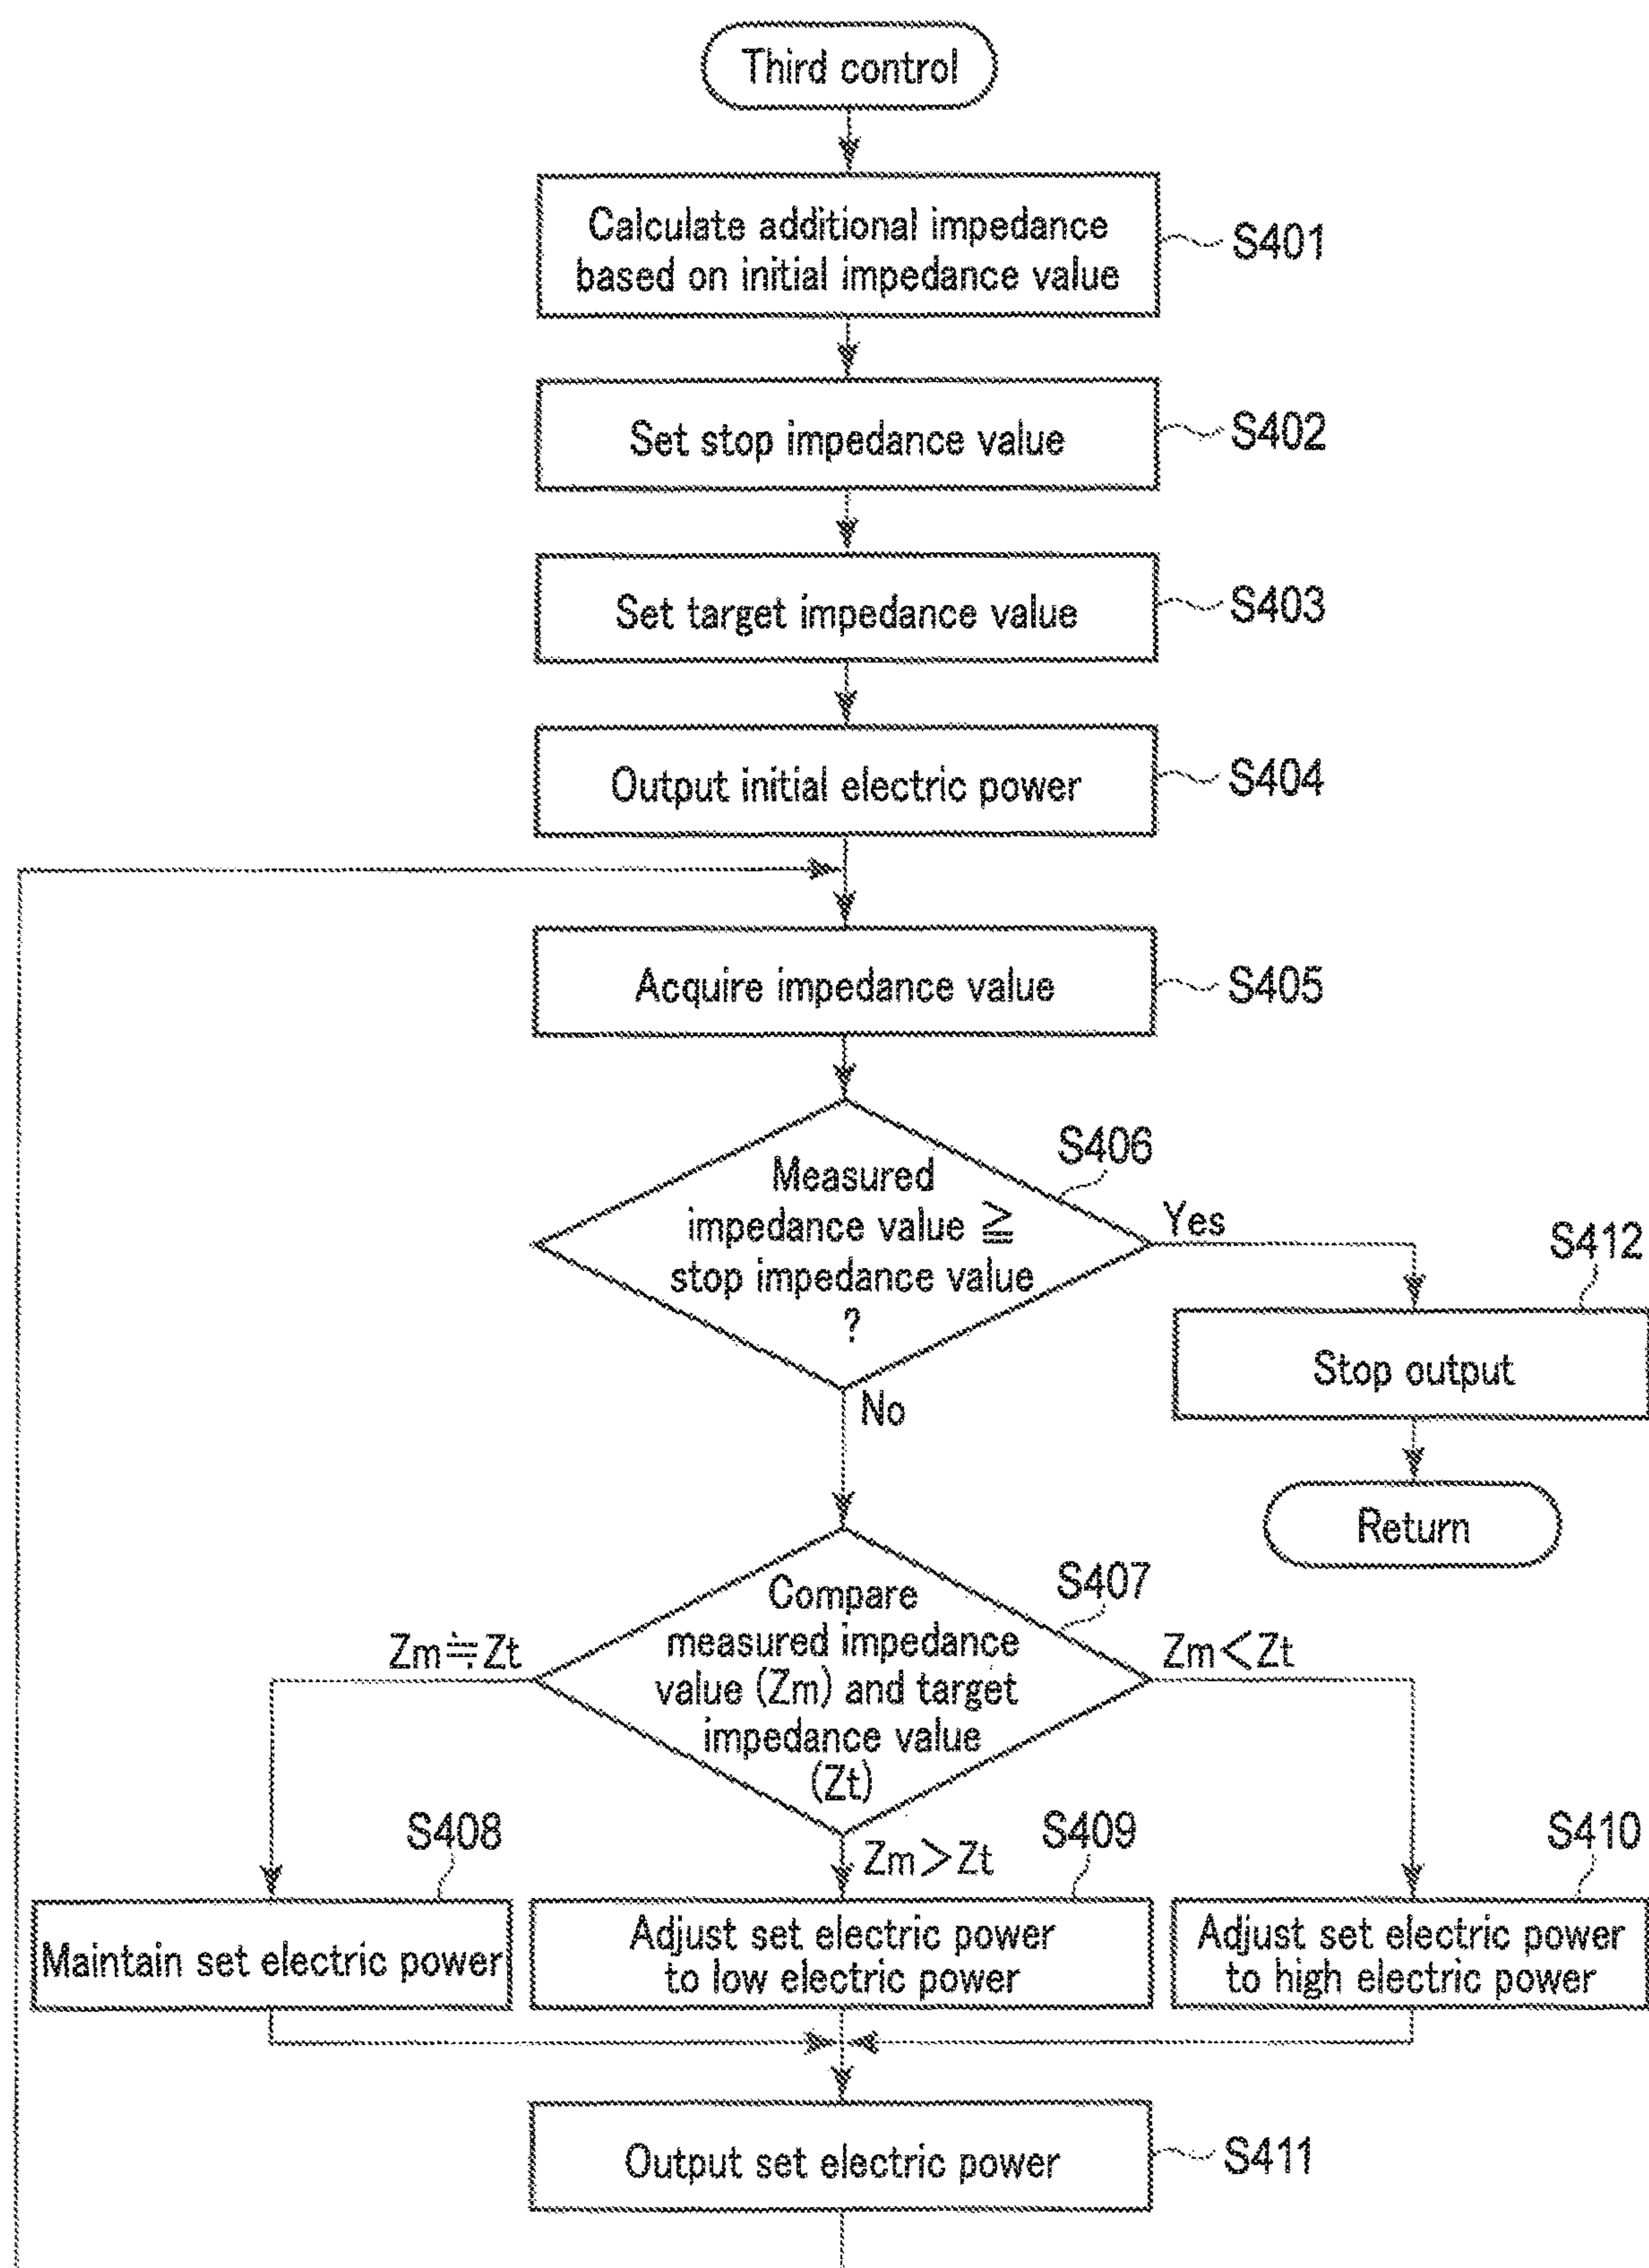 Third control
Calculate additional impedance
based on initial impedance value
S401
Set stop impedance value
S402
Set target impedance value
S403
Output initial electric power
S404
Acquire impedance value
S405
Measured
impedance value ≧
stop impedance value
?
S406
Yes
No
S412
Stop output
Return
Compare
measured impedance
value (Zm) and target
impedance value
(Zt)
S407
Zm≒Zt
Zm<Zt
Zm>Zt
S408
Maintain set electric power
S409
Adjust set electric power
to low electric power
S410
Adjust set electric power
to high electric power
Output set electric power
S411